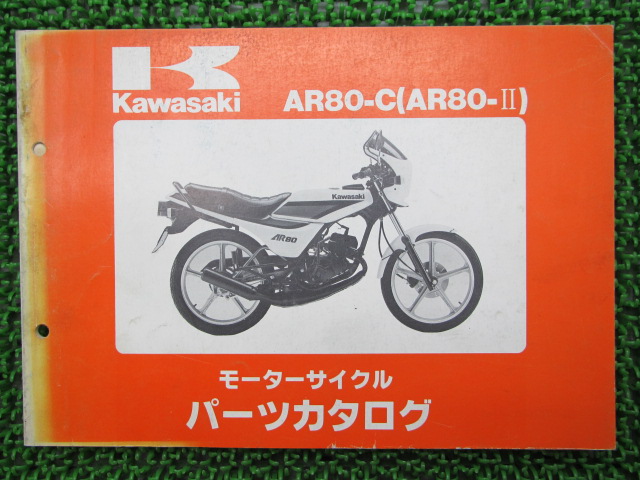 Kawasaki
AR80-C(AR80-II)
Kawasaki
AR80
モーターサイクル
パーツカタログ